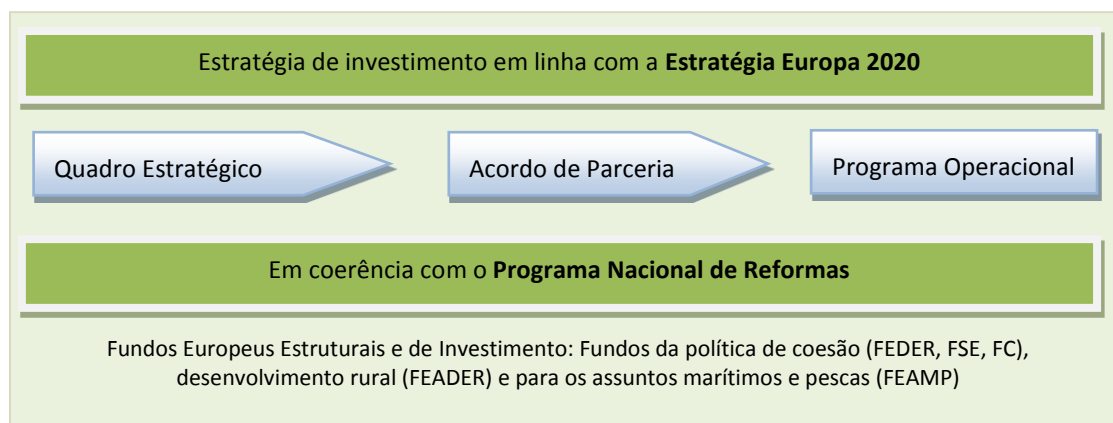 Estratégia de investimento em linha com a Estratégia Europa 2020
Quadro Estratégico
Acordo de Parceria
Programa Operacional
Em coerência com o Programa Nacional de Reformas
Fundos Europeus Estruturais e de Investimento: Fundos da política de coesão (FEDER, FSE, FC),
desenvolvimento rural (FEADER) e para os assuntos marítimos e pescas (FEAMP)